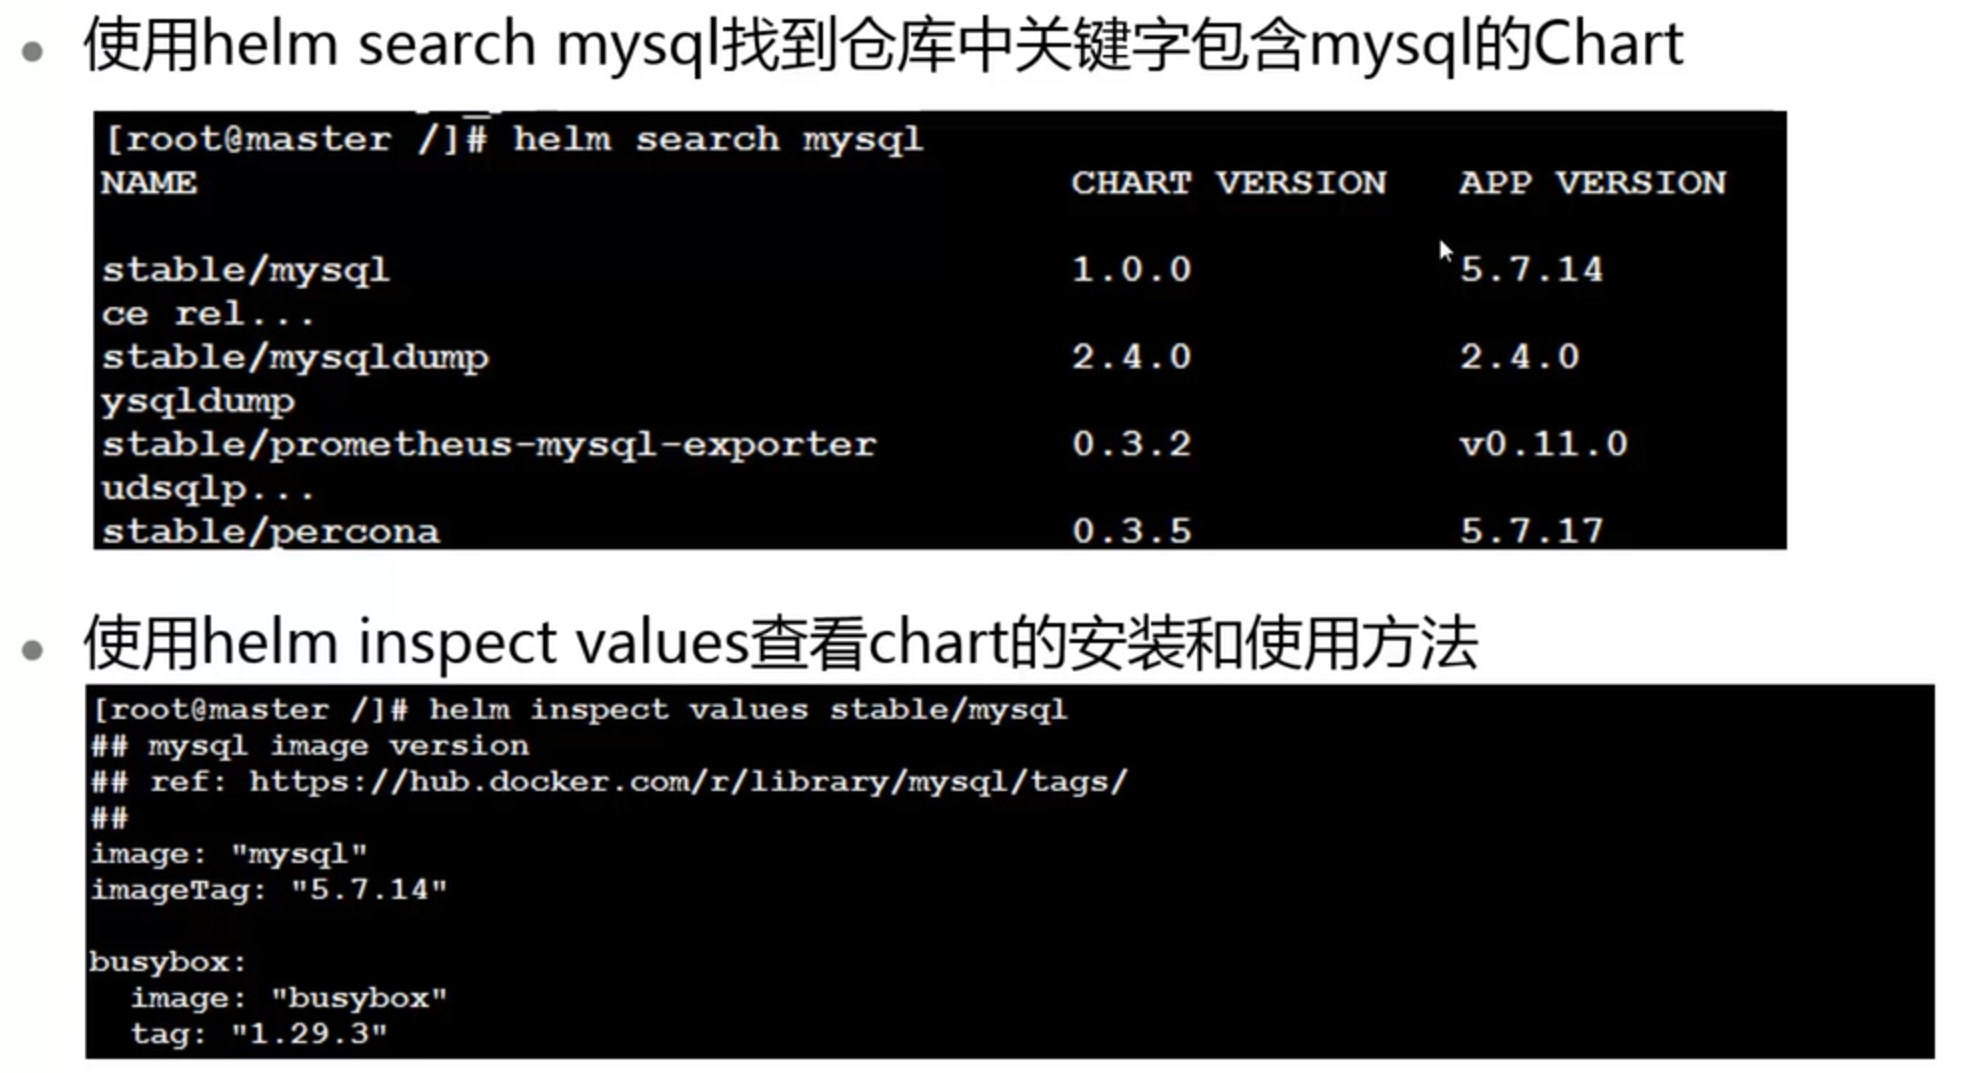 使用helm search mysql找到仓库中关键字包含mysql的Chart
[root@master /]# helm search mysql
NAME CHART VERSION APP VERSION
stable/mysql 1.0.0 5.7.14
ce rel...
stable/mysqldump 2.4.0 2.4.0
ysqldump
stable/prometheus-mysql-exporter 0.3.2 v0.11.0
udsqlp...
stable/percona 0.3.5 5.7.17
使用helm inspect values查看chart的安装和使用方法
[root@master /]# helm inspect values stable/mysql
## mysql image version
## ref: https://hub.docker.com/r/library/mysql/tags/
##
image: "mysql"
imageTag: "5.7.14"
busybox:
  image: "busybox"
  tag: "1.29.3"